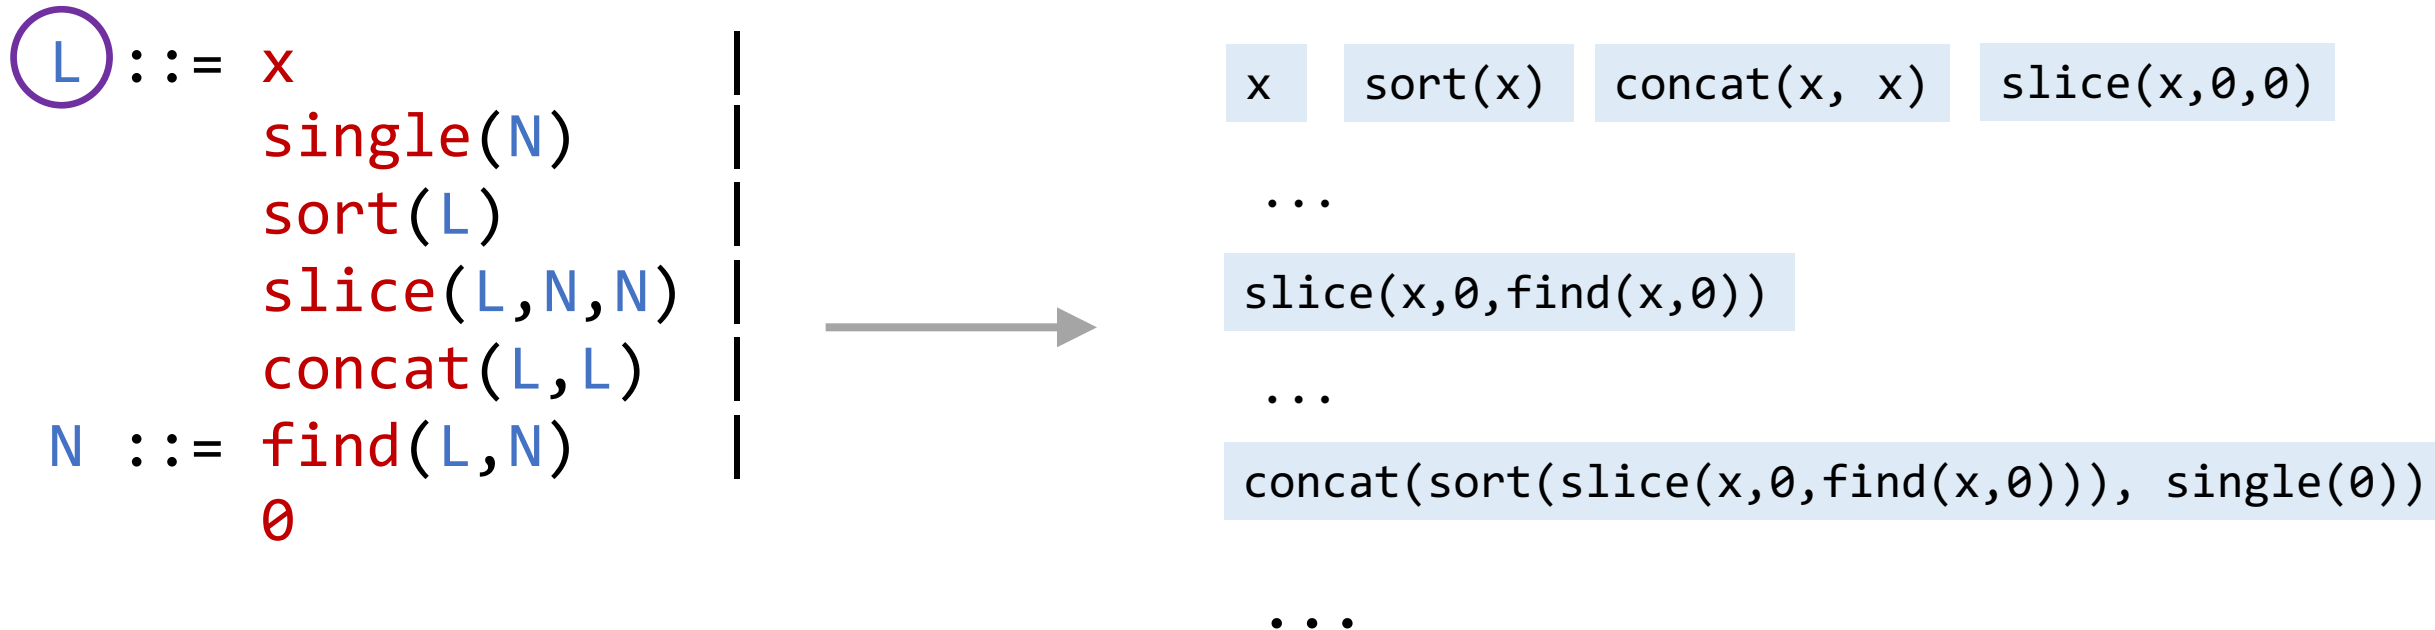 L ::= x |
single(N) |
sort(L) |
slice(L,N,N) |
concat(L,L) |
N ::= find(L,N) |
0
x
sort(x)
concat(x, x)
slice(x,0,0)
...
slice(x,0,find(x,0))
...
concat(sort(slice(x,0,find(x,0))), single(0))
...